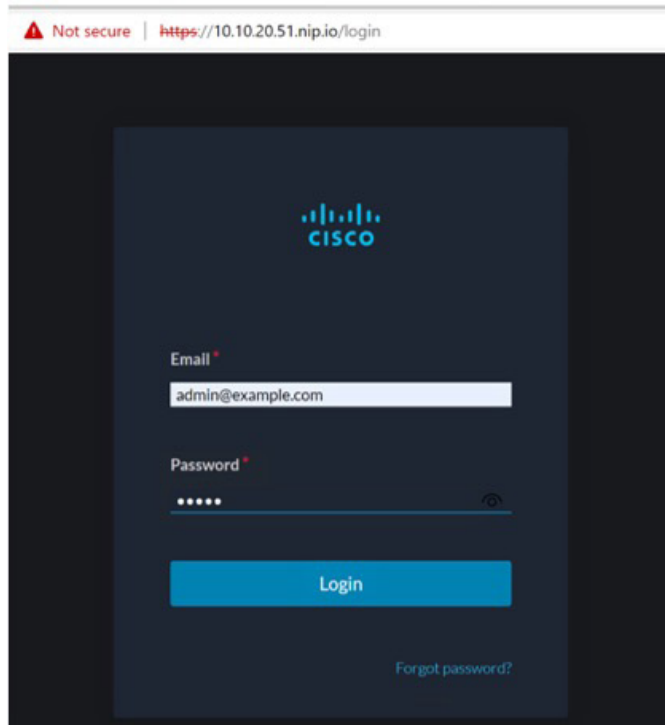 Not secure | https://10.10.20.51.nip.io/login
CISCO
Email *
admin@example.com
Password *
•••••
Login
Forgot password?